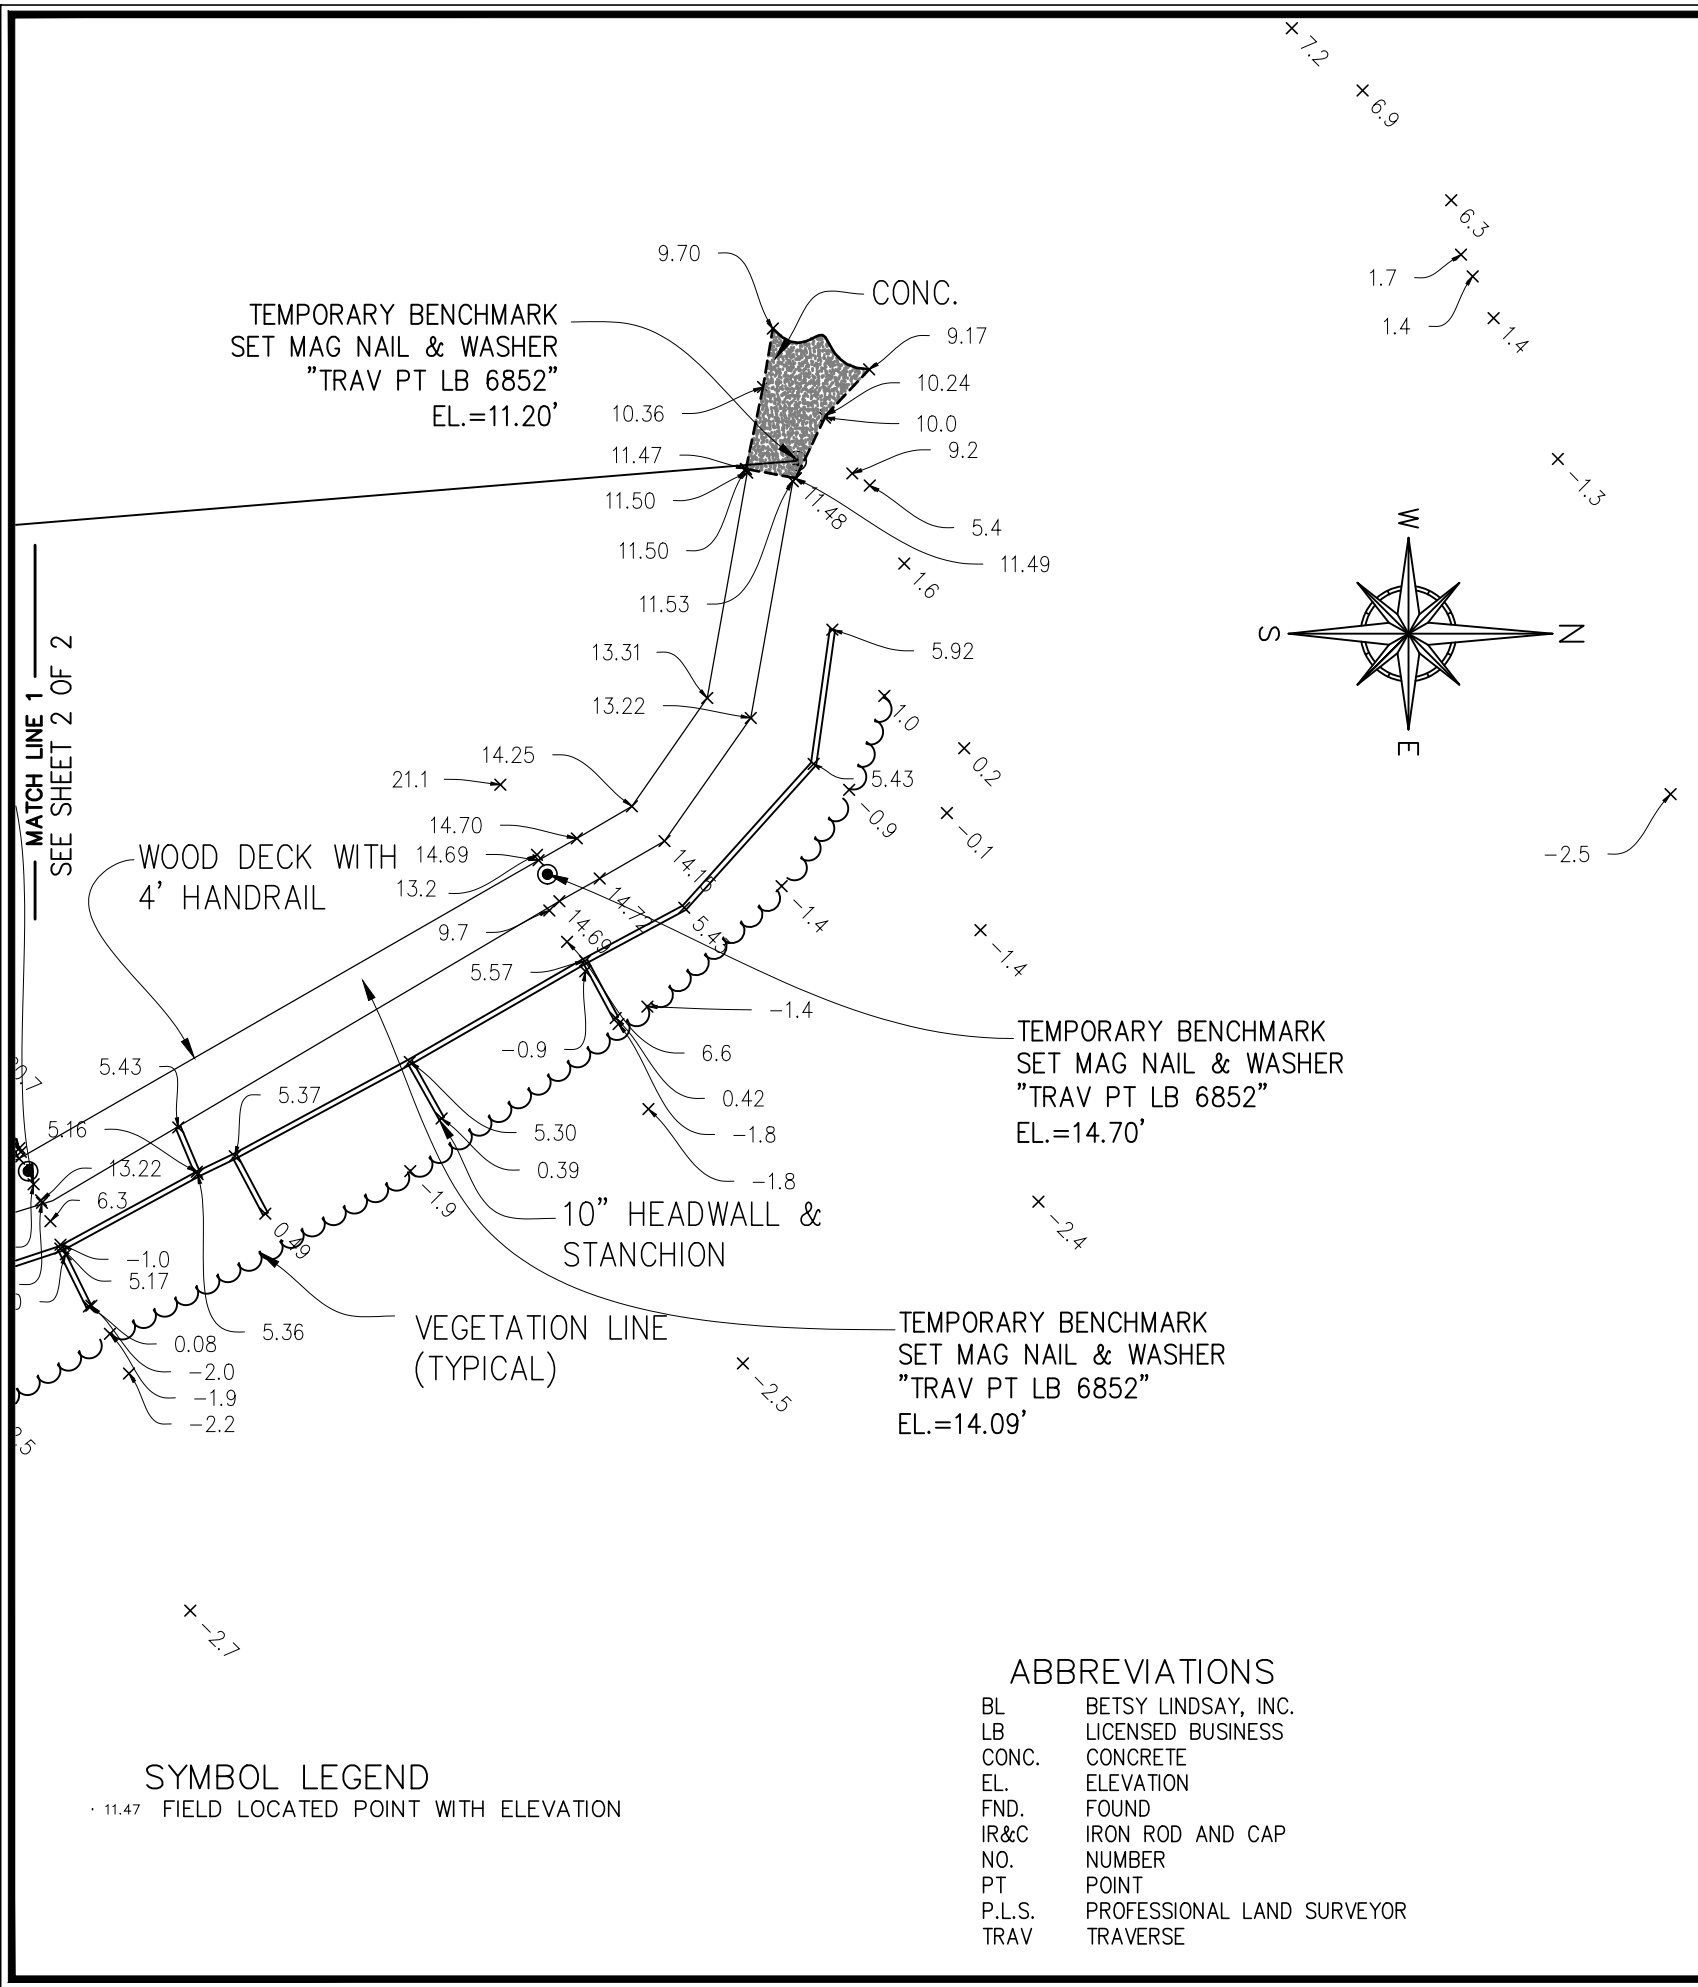 7.2
6.9
6.3
1.7
1.4
1.4
-1.3
-2.5
W
S
N
E
9.70
CONC.
TEMPORARY BENCHMARK
SET MAG NAIL & WASHER
"TRAV PT LB 6852"
EL.=11.20'
9.17
10.24
10.36
10.0
11.47
9.2
11.50
11.48
5.4
11.50
11.49
1.6
11.53
13.31
5.92
13.22
1.0
MATCH LINE 1
SEE SHEET 2 OF 2
14.25
21.1
5.43
0.2
-0.9
-0.1
14.70
WOOD DECK WITH
4' HANDRAIL
14.69
13.2
14.15
14.74
-1.4
9.7
14.69
5.43
-1.4
5.57
-1.4
TEMPORARY BENCHMARK
SET MAG NAIL & WASHER
"TRAV PT LB 6852"
EL.=14.70'
-0.9
6.6
0.42
-1.8
-1.8
5.43
5.37
5.16
5.30
0.39
13.22
6.3
-1.9
10" HEADWALL &
STANCHION
0.49
-2.4
-1.0
5.17
5.36
0.08
-2.0
-1.9
-2.2
VEGETATION LINE
(TYPICAL)
TEMPORARY BENCHMARK
SET MAG NAIL & WASHER
"TRAV PT LB 6852"
EL.=14.09'
-2.5
-2.7
SYMBOL LEGEND
11.47 FIELD LOCATED POINT WITH ELEVATION
ABBREVIATIONS
BL BETSY LINDSAY, INC.
LB LICENSED BUSINESS
CONC. CONCRETE
EL. ELEVATION
FND. FOUND
IR&C IRON ROD AND CAP
NO. NUMBER
PT POINT
P.L.S. PROFESSIONAL LAND SURVEYOR
TRAV TRAVERSE